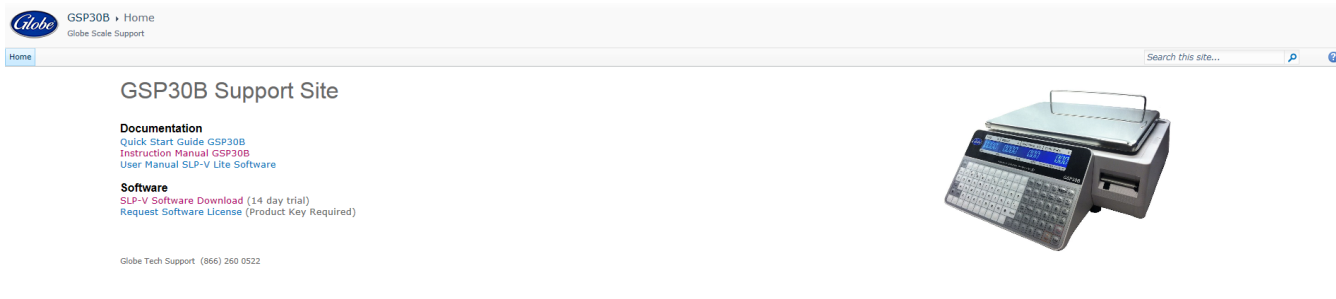 Globe
GSP30B ▸ Home
Globe Scale Support
Home
Search this site...
GSP30B Support Site
Documentation
Quick Start Guide GSP30B
Instruction Manual GSP30B
User Manual SLP-V Lite Software
Software
SLP-V Software Download (14 day trial)
Request Software License (Product Key Required)
Globe Tech Support (866) 260 0522
GSP30B